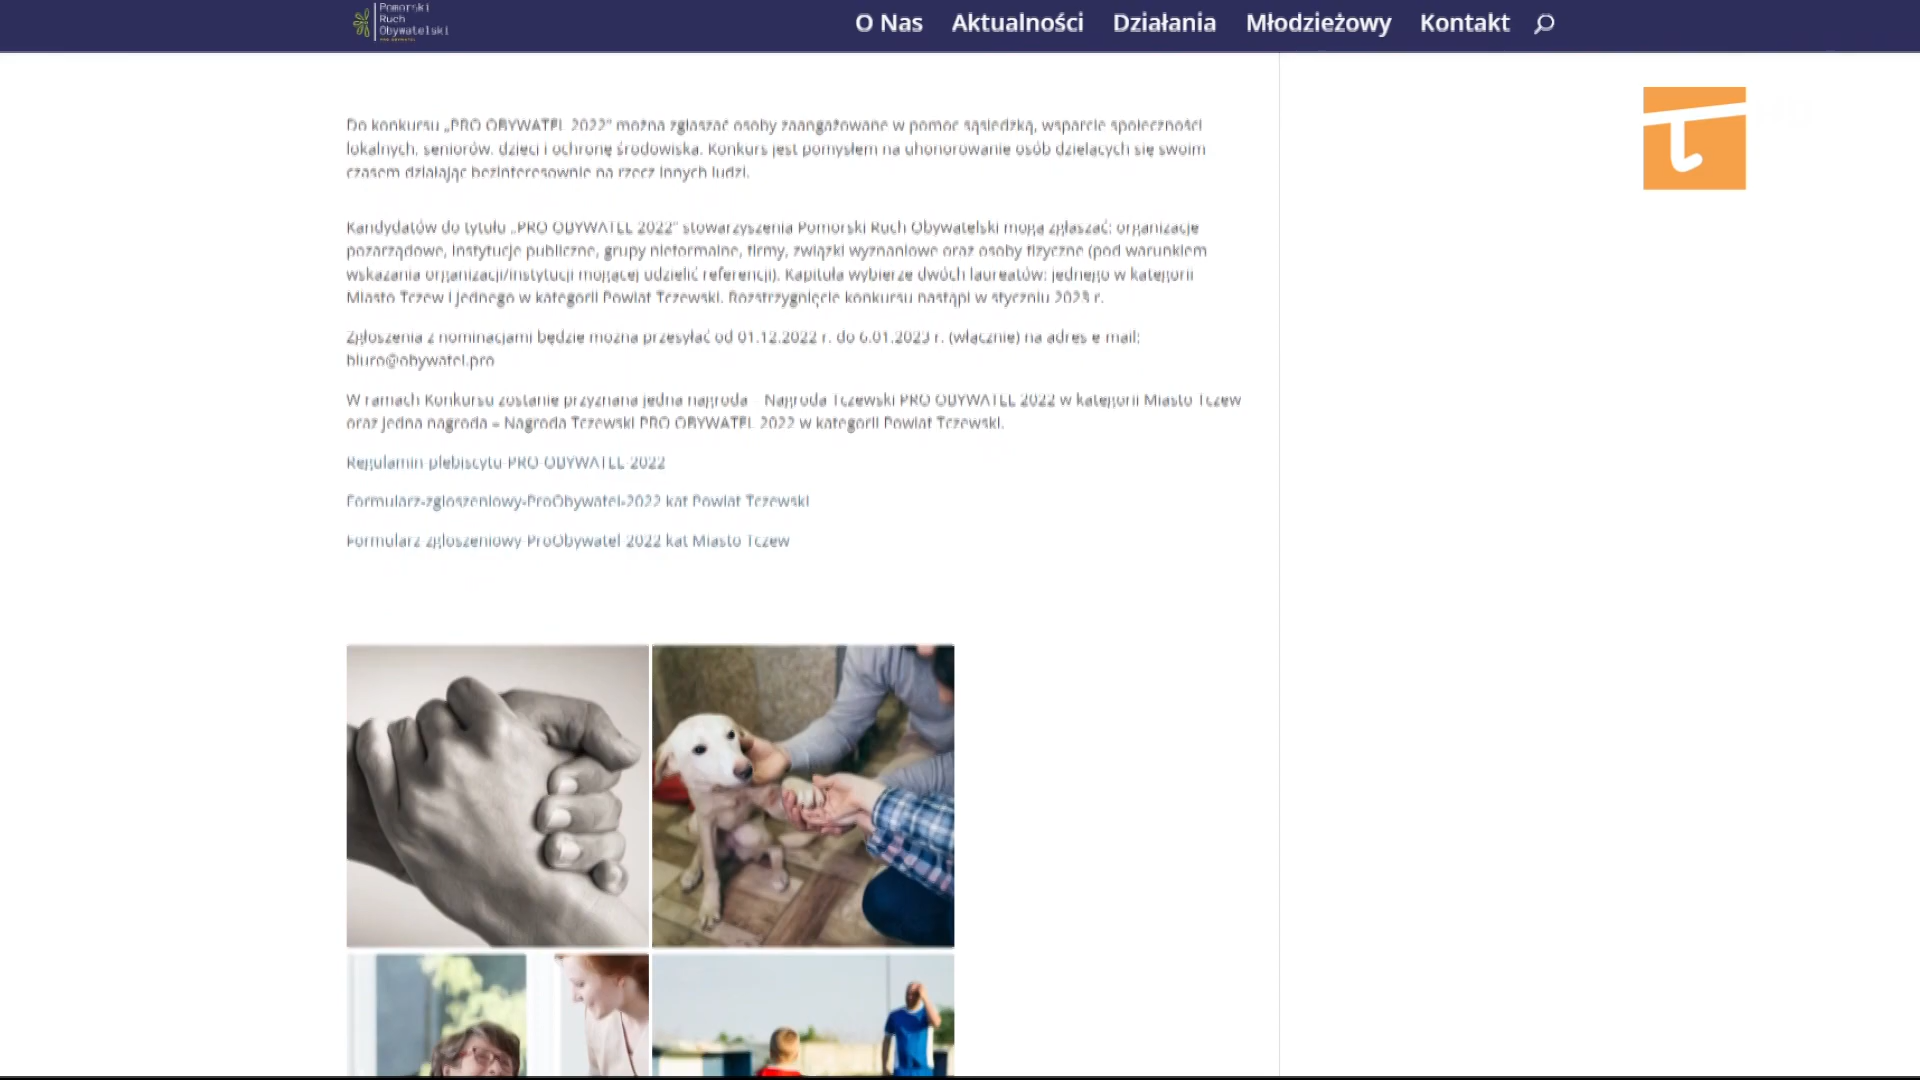 Pomorski
Ruch
Obywatelski
O Nas Aktualności Działania Młodzieżowy Kontakt
Do konkursu „PRO OBYWATEL 2022” można zgłaszać osoby zaangażowane w pomoc sąsiedzką, wsparcie społeczności
lokalnych, seniorów, dzieci i ochronę środowiska. Konkurs jest pomysłem na uhonorowanie osób dzielących się swoim
czasem działając bezinteresownie na rzecz innych ludzi.
Kandydatów do tytułu „PRO OBYWATEL 2022” stowarzyszenia Pomorski Ruch Obywatelski mogą zgłaszać: organizacje
pozarządowe, instytucje publiczne, grupy nieformalne, firmy, związki wyznaniowe oraz osoby fizyczne (pod warunkiem
wskazania organizacji/instytucji mogącej udzielić referencji). Kapituła wybierze dwóch laureatów: jednego w kategorii
Miasto Tczew i jednego w kategorii Powiat Tczewski. Rozstrzygnięcie konkursu nastąpi w styczniu 2023 r.
Zgłoszenia z nominacjami będzie można przesyłać od 01.12.2022 r. do 6.01.2023 r. (włącznie) na adres e mail:
biuro@obywatel.pro
W ramach Konkursu zostanie przyznana jedna nagroda – Nagroda Tczewski PRO OBYWATEL 2022 w kategorii Miasto Tczew
oraz jedna nagroda – Nagroda Tczewski PRO OBYWATEL 2022 w kategorii Powiat Tczewski.
Regulamin-plebiscytu-PRO-OBYWATEL-2022
Formularz-zgloszeniowy-ProObywatel-2022 kat Powiat Tczewski
Formularz-zgloszeniowy-ProObywatel-2022 kat Miasto Tczew